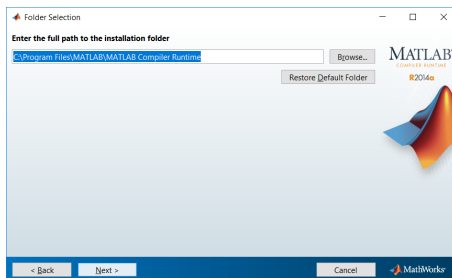 Folder Selection
Enter the full path to the installation folder
C:\Program Files\MATLAB\MATLAB Compiler Runtime
Browse...
Restore Default Folder
MATLAB
COMPILER RUNTIME
R2014a
< Back
Next >
Cancel
MathWorks